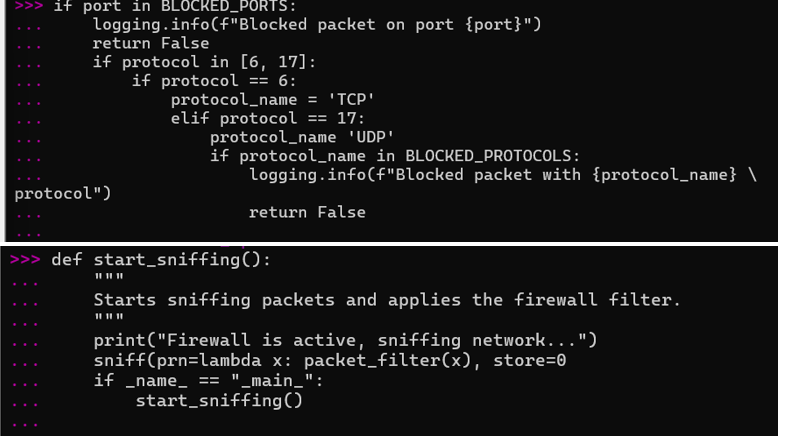 >>> if port in BLOCKED_PORTS:
...     logging.info(f"Blocked packet on port {port}")
...     return False
...     if protocol in [6, 17]:
...         if protocol == 6:
...             protocol_name = 'TCP'
...             elif protocol == 17:
...                 protocol_name 'UDP'
...                 if protocol_name in BLOCKED_PROTOCOLS:
...                     logging.info(f"Blocked packet with {protocol_name} \
protocol")
...                     return False
...
>>> def start_sniffing():
...     """
...     Starts sniffing packets and applies the firewall filter.
...     """
...     print("Firewall is active, sniffing network...")
...     sniff(prn=lambda x: packet_filter(x), store=0
...     if _name_ == "_main_":
...         start_sniffing()
...